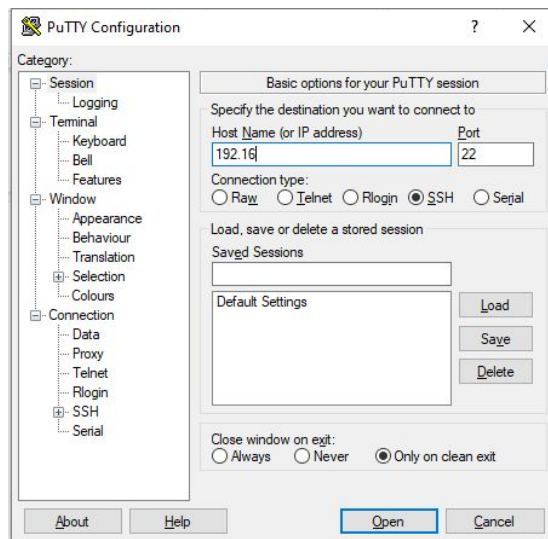 PuTTY Configuration
Category:
Session
Logging
Terminal
Keyboard
Bell
Features
Window
Appearance
Behaviour
Translation
Selection
Colours
Connection
Data
Proxy
Telnet
Rlogin
SSH
Serial
Basic options for your PuTTY session
Specify the destination you want to connect to
Host Name (or IP address) Port
192.16 22
Connection type:
Raw Telnet Rlogin SSH Serial
Load, save or delete a stored session
Saved Sessions
Default Settings
Load
Save
Delete
Close window on exit:
Always Never Only on clean exit
About Help Open Cancel